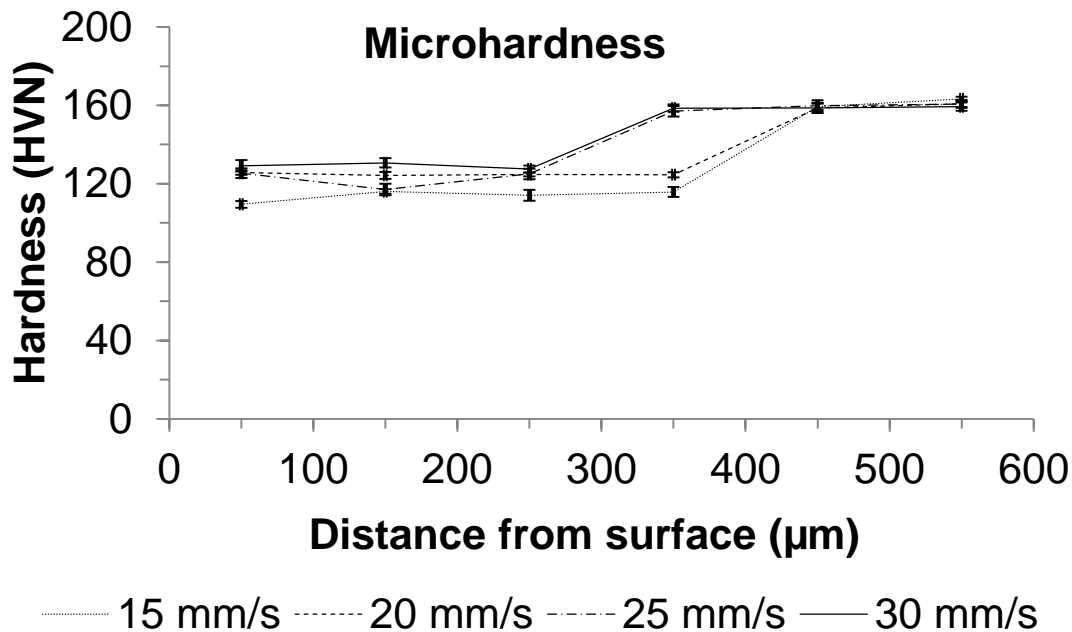 Microhardness
Hardness (HVN)
200
160
120
80
40
0
0 100 200 300 400 500 600
Distance from surface (µm)
15 mm/s 20 mm/s 25 mm/s 30 mm/s